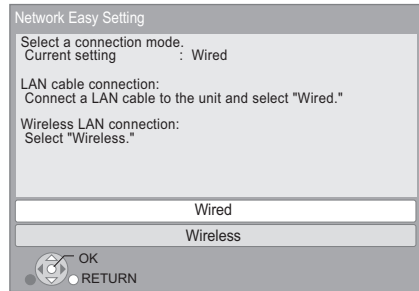 Network Easy Setting
Select a connection mode.
Current setting : Wired
LAN cable connection:
Connect a LAN cable to the unit and select "Wired."
Wireless LAN connection:
Select "Wireless."
Wired
Wireless
OK
RETURN